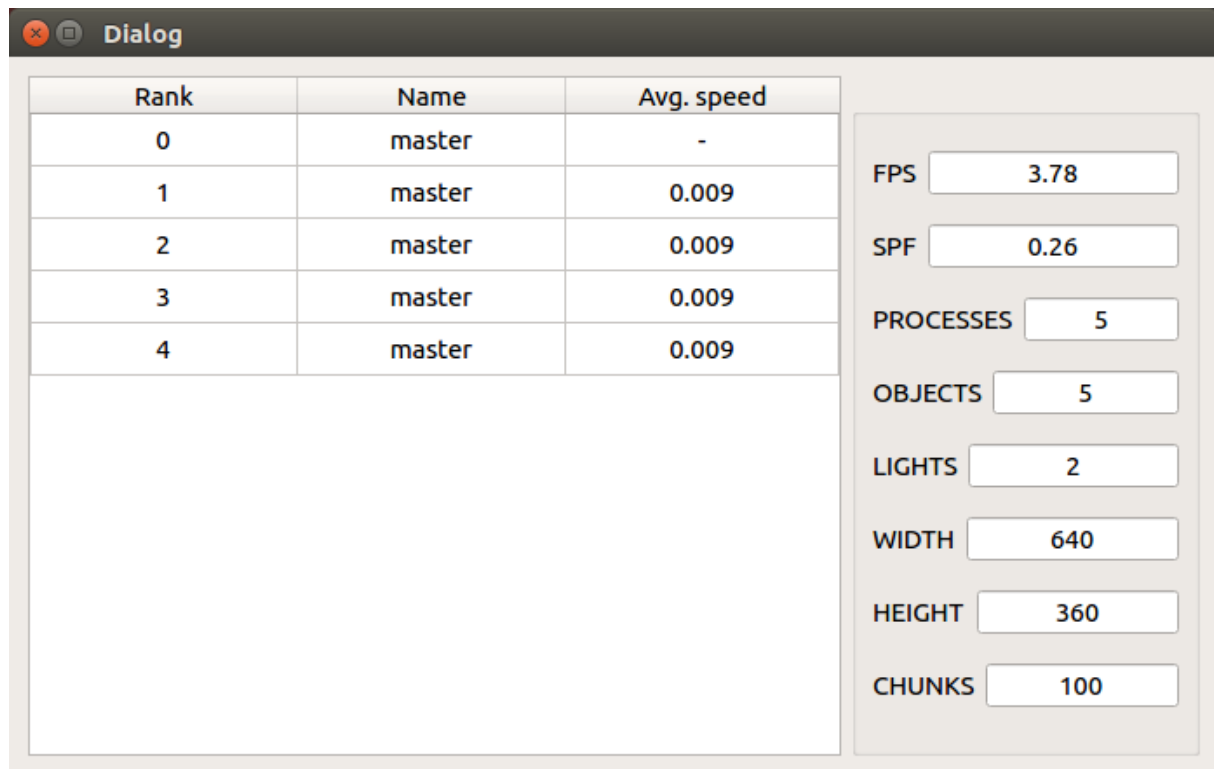 Dialog
Rank Name Avg. speed
0 master -
1 master 0.009
2 master 0.009
3 master 0.009
4 master 0.009
FPS 3.78
SPF 0.26
PROCESSES 5
OBJECTS 5
LIGHTS 2
WIDTH 640
HEIGHT 360
CHUNKS 100